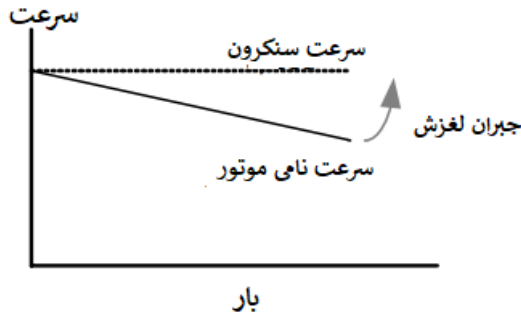 سرعت
سرعت سنکرون
جبران لغزش
سرعت نامی موتور
بار